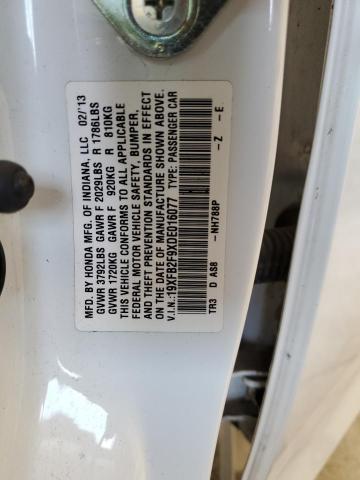 MFD. BY HONDA MFG. OF INDIANA, LLC 02/'13
GVWR 3792LBS GAWR F 2029LBS R 1786LBS
GVWR 1720KG GAWR F 920KG R 810KG
THIS VEHICLE CONFORMS TO ALL APPLICABLE
FEDERAL MOTOR VEHICLE SAFETY, BUMPER,
AND THEFT PREVENTION STANDARDS IN EFFECT
ON THE DATE OF MANUFACTURE SHOWN ABOVE.
V.I.N.:19XFB2F9XDE016077 TYPE: PASSENGER CAR
TR3 D AS8 -NH788P -Z -E